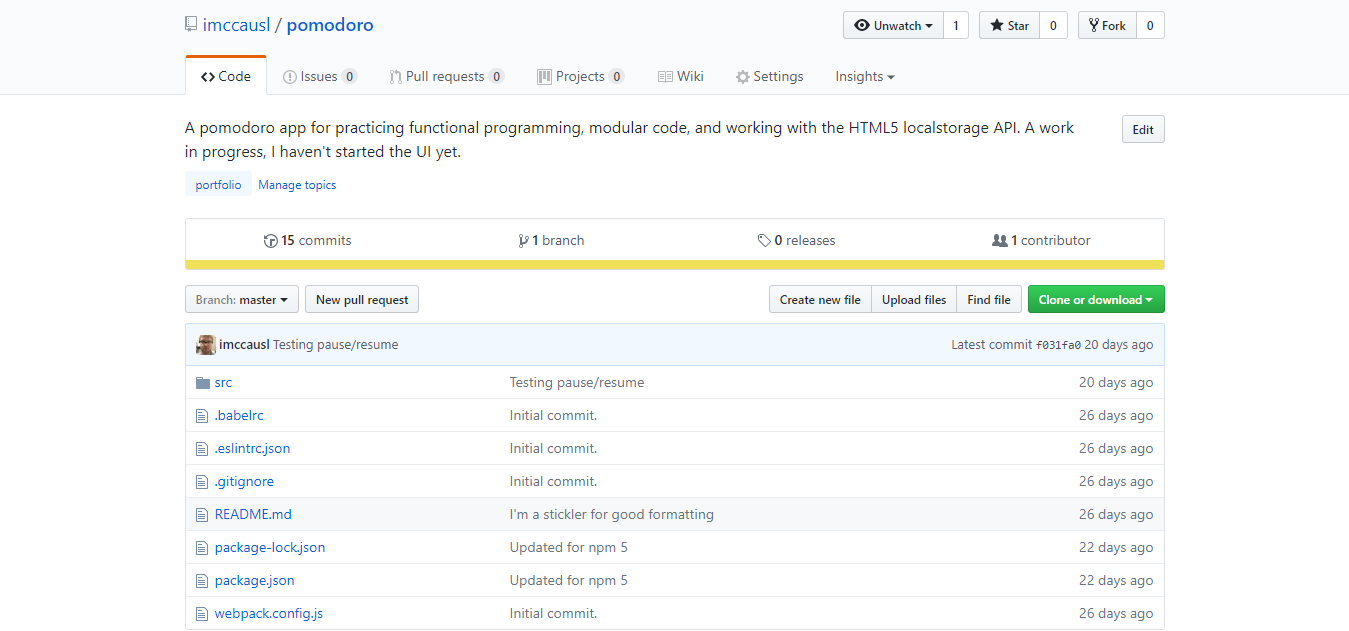 imccausl / pomodoro Unwatch 1 Star 0 Fork 0
Code Issues 0 Pull requests 0 Projects 0 Wiki Settings Insights
A pomodoro app for practicing functional programming, modular code, and working with the HTML5 localstorage API. A work Edit
in progress, I haven't started the UI yet.
portfolio Manage topics
15 commits 1 branch 0 releases 1 contributor
Branch: master New pull request Create new file Upload files Find file Clone or download
imccausl Testing pause/resume Latest commit f031fa0 20 days ago
src Testing pause/resume 20 days ago
.babelrc Initial commit. 26 days ago
.eslintrc.json Initial commit. 26 days ago
.gitignore Initial commit. 26 days ago
README.md I'm a stickler for good formatting 26 days ago
package-lock.json Updated for npm 5 22 days ago
package.json Updated for npm 5 22 days ago
webpack.config.js Initial commit. 26 days ago